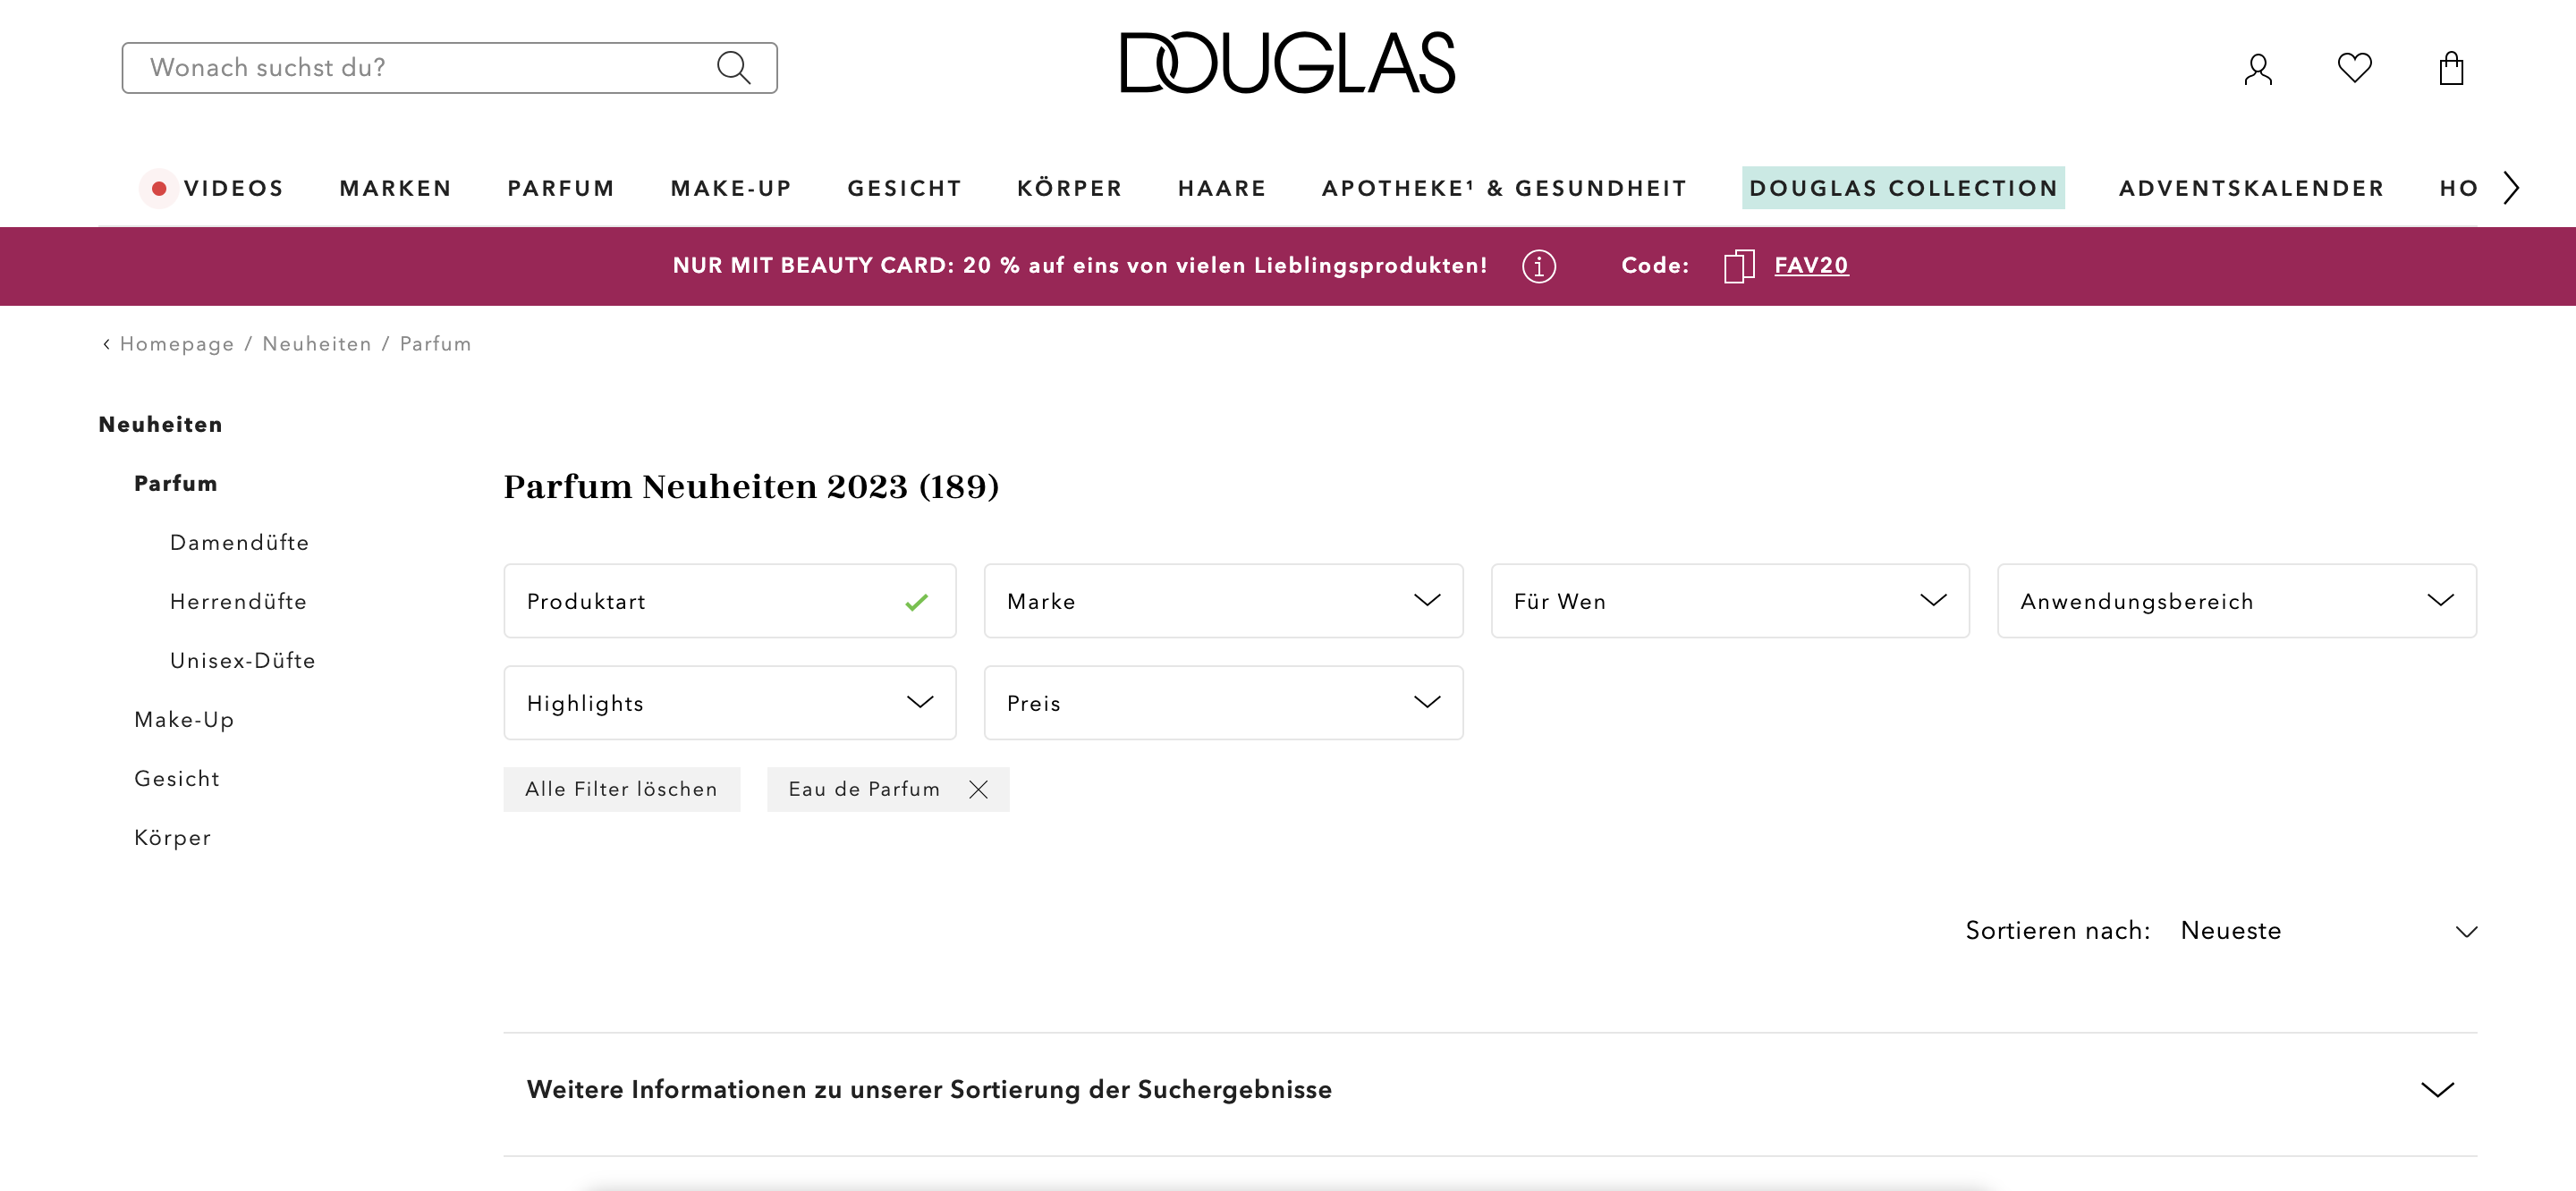 Wonach suchst du?
DOUGLAS
VIDEOS MARKEN PARFUM MAKE-UP GESICHT KÖRPER HAARE APOTHEKE¹ & GESUNDHEIT DOUGLAS COLLECTION ADVENTSKALENDER HO
NUR MIT BEAUTY CARD: 20 % auf eins von vielen Lieblingsprodukten! Code: FAV20
Homepage / Neuheiten / Parfum
Neuheiten
Parfum
Damendüfte
Herrendüfte
Unisex-Düfte
Make-Up
Gesicht
Körper
Parfum Neuheiten 2023 (189)
Produktart Marke Für Wen Anwendungsbereich
Highlights Preis
Alle Filter löschen Eau de Parfum
Sortieren nach: Neueste
Weitere Informationen zu unserer Sortierung der Suchergebnisse